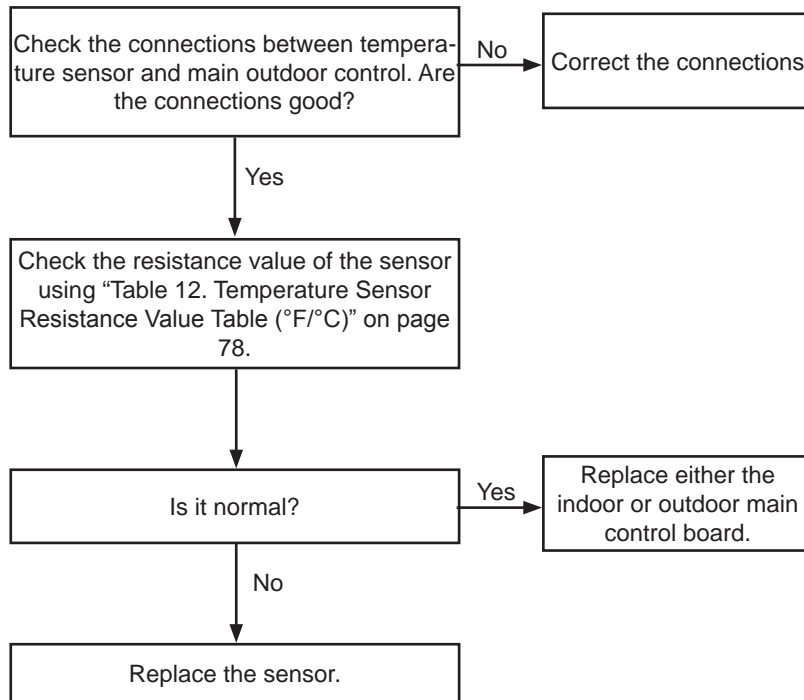 Check the connections between tempera-
ture sensor and main outdoor control. Are
the connections good?
No
Correct the connections
Yes
Check the resistance value of the sensor
using “Table 12. Temperature Sensor
Resistance Value Table (°F/°C)” on page
78.
Is it normal?
Yes
Replace either the
indoor or outdoor main
control board.
No
Replace the sensor.